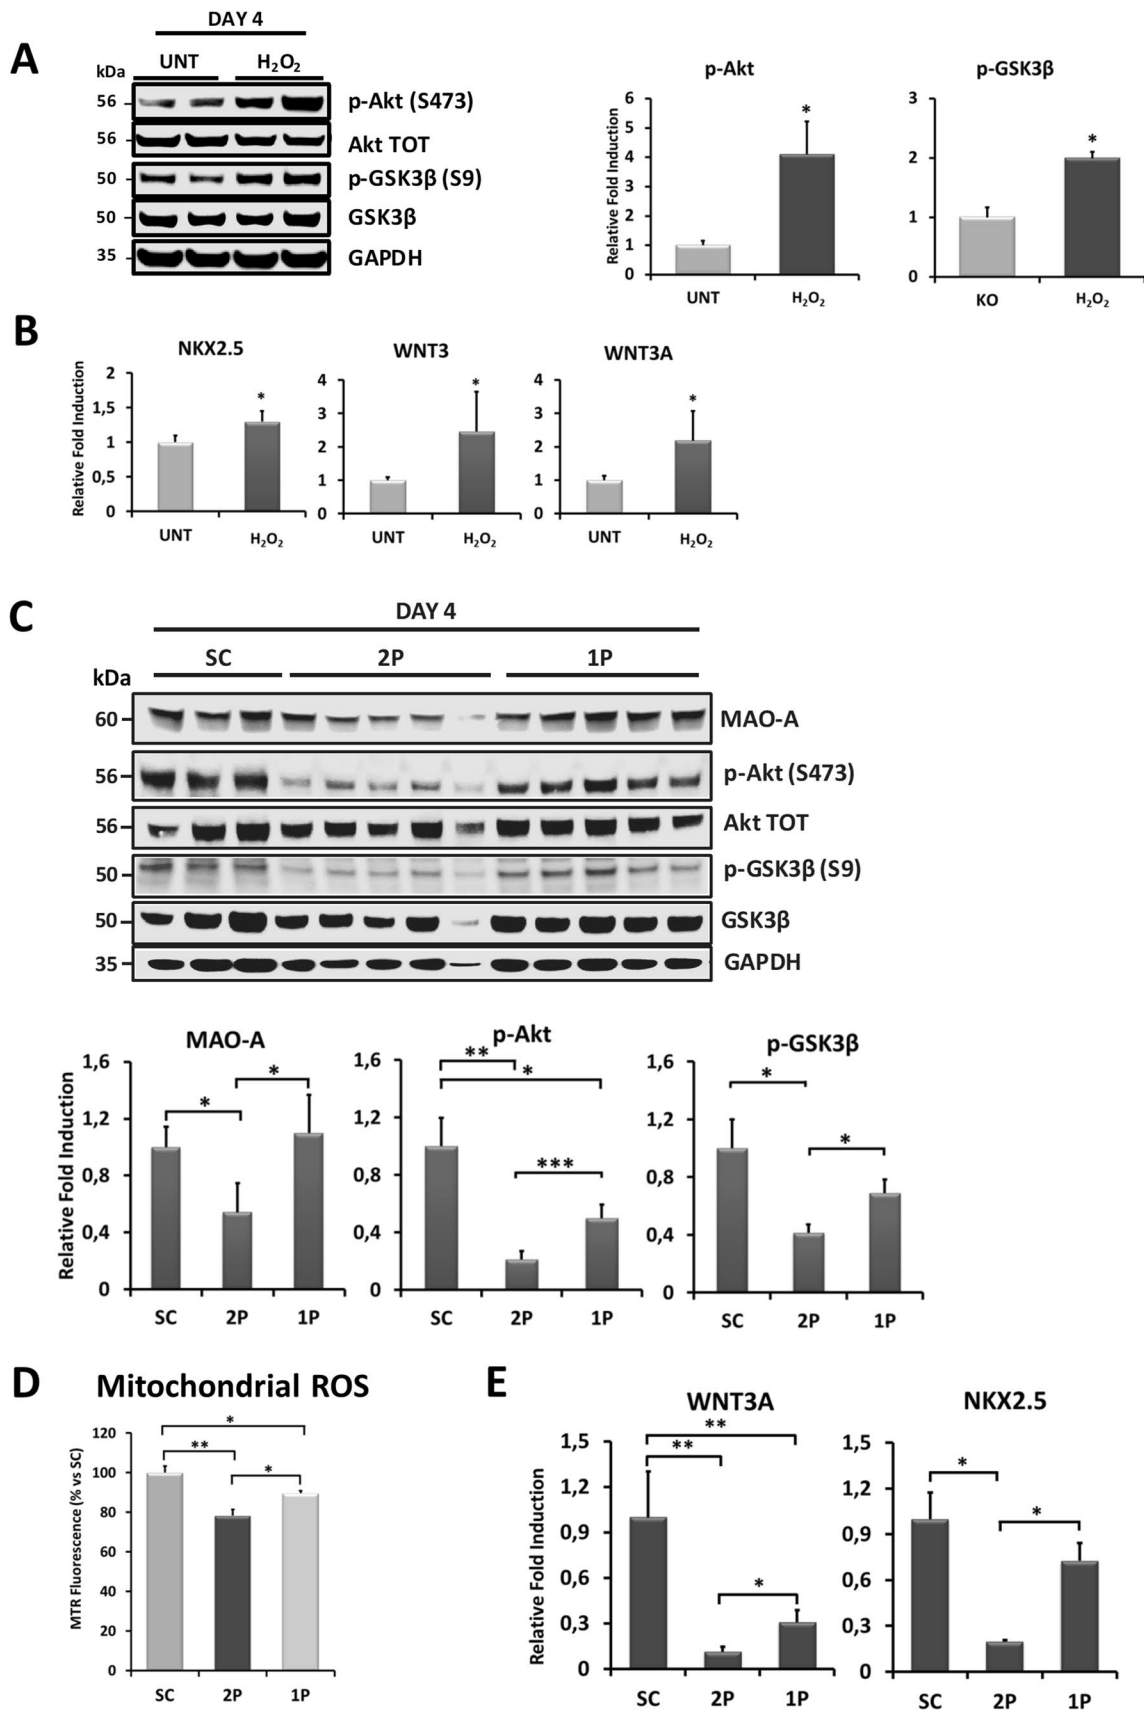 A
DAY 4
UNT H₂O₂
kDa
56 p-Akt (S473)
56 Akt TOT
50 p-GSK3β (S9)
50 GSK3β
35 GAPDH
p-Akt
Relative Fold Induction
6
5
4
3
2
1
0
UNT H₂O₂
*
p-GSK3β
3
2
1
0
KO H₂O₂
*
B
NKX2.5
Relative Fold Induction
2
1,5
1
0,5
0
UNT H₂O₂
*
WNT3
4
3
2
1
0
UNT H₂O₂
*
WNT3A
4
3
2
1
0
UNT H₂O₂
*
C
DAY 4
SC 2P 1P
kDa
60 MAO-A
56 p-Akt (S473)
56 Akt TOT
50 p-GSK3β (S9)
50 GSK3β
35 GAPDH
MAO-A
Relative Fold Induction
1,6
1,2
0,8
0,4
0
* *
SC 2P 1P
p-Akt
1,6
1,2
0,8
0,4
0
**
*
***
SC 2P 1P
p-GSK3β
1,6
1,2
0,8
0,4
0
*
*
SC 2P 1P
D
Mitochondrial ROS
MTR Fluorescence (% vs SC)
120
100
80
60
40
20
0
*
**
*
SC 2P 1P
E
WNT3A
Relative Fold Induction
1,5
1,2
0,9
0,6
0,3
0
**
**
*
SC 2P 1P
NKX2.5
1,5
1,2
0,9
0,6
0,3
0
*
*
SC 2P 1P